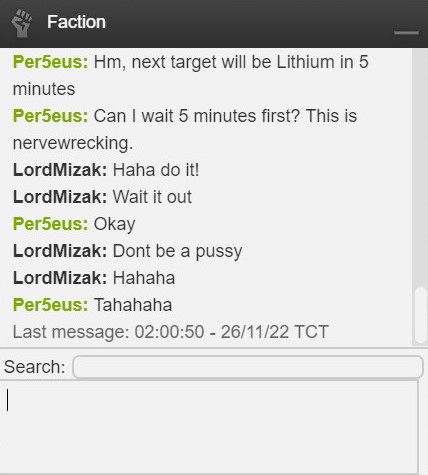 Faction
Per5eus: Hm, next target will be Lithium in 5
minutes
Per5eus: Can I wait 5 minutes first? This is
nervewrecking.
LordMizak: Haha do it!
LordMizak: Wait it out
Per5eus: Okay
LordMizak: Dont be a pussy
LordMizak: Hahaha
Per5eus: Tahahaha
Last message: 02:00:50 - 26/11/22 TCT
Search: